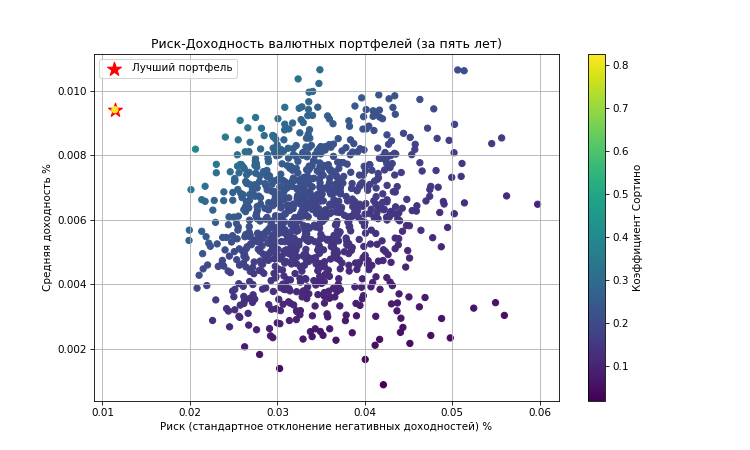 Риск-Доходность валютных портфелей (за пять лет)
Лучший портфель
Средняя доходность %
0.010
0.008
0.006
0.004
0.002
0.01 0.02 0.03 0.04 0.05 0.06
Риск (стандартное отклонение негативных доходностей) %
0.8
0.7
0.6
0.5
0.4
0.3
0.2
0.1
Коэффициент Сортино